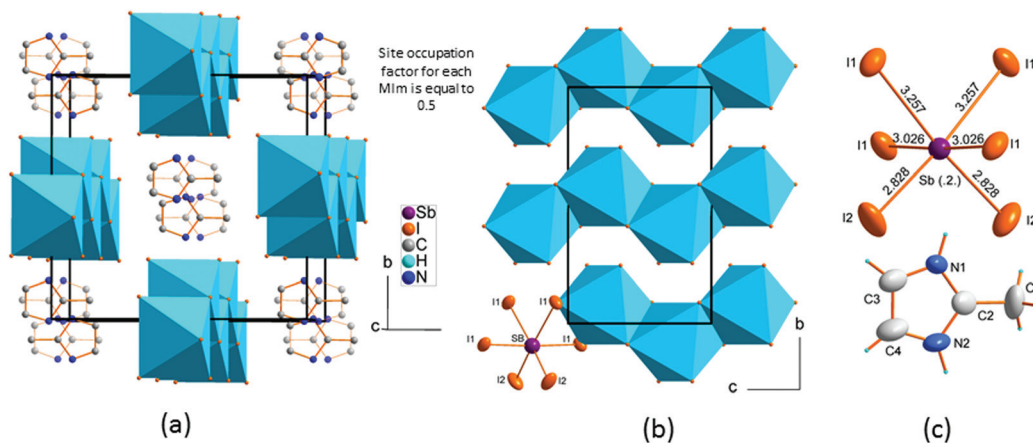 Site occupation
factor for each
MIm is equal to
0.5
Sb
I
C
H
N
b
c
(a)
SB
I1
I1
I1
I1
I2
I2
b
c
(b)
I1
I1
3.257
3.257
I1
3.026
3.026
I1
Sb (.2.)
2.828
2.828
I2
I2
N1
C3
C2
C
C4
N2
(c)